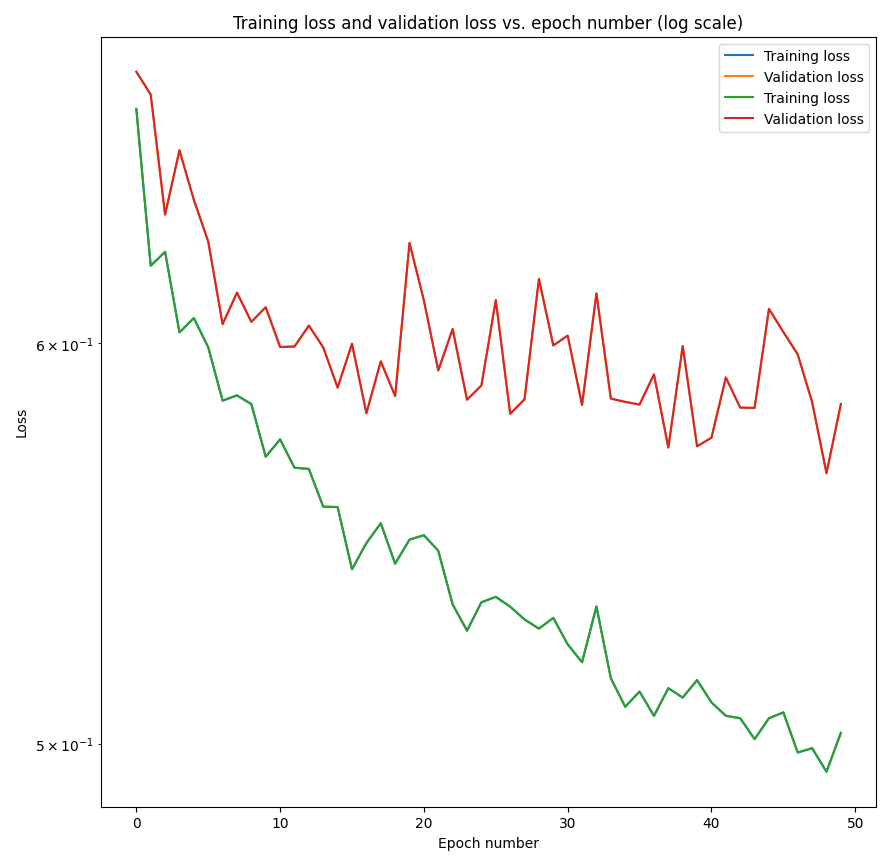 Training loss and validation loss vs. epoch number (log scale)
Training loss
Validation loss
Training loss
Validation loss
6 × 10⁻¹
Loss
5 × 10⁻¹
0 10 20 30 40 50
Epoch number